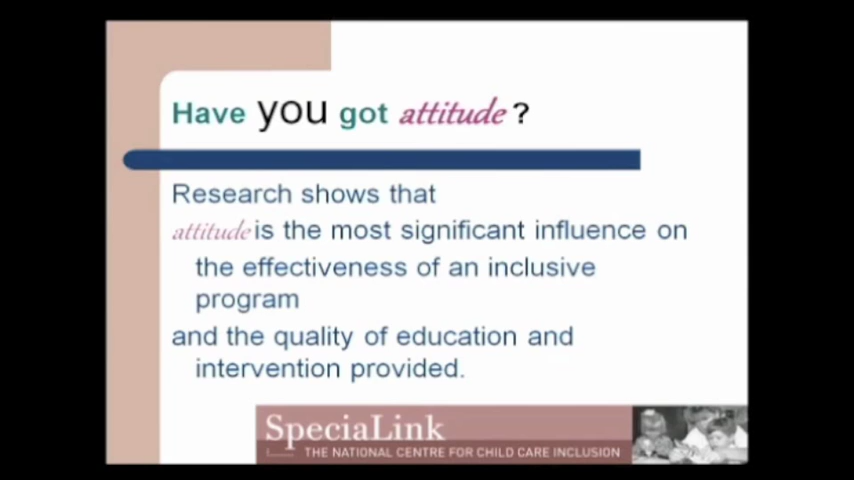 Have you got attitude?
Research shows that
attitude is the most significant influence on
the effectiveness of an inclusive
program
and the quality of education and
intervention provided.
SpeciaLink
THE NATIONAL CENTRE FOR CHILD CARE INCLUSION